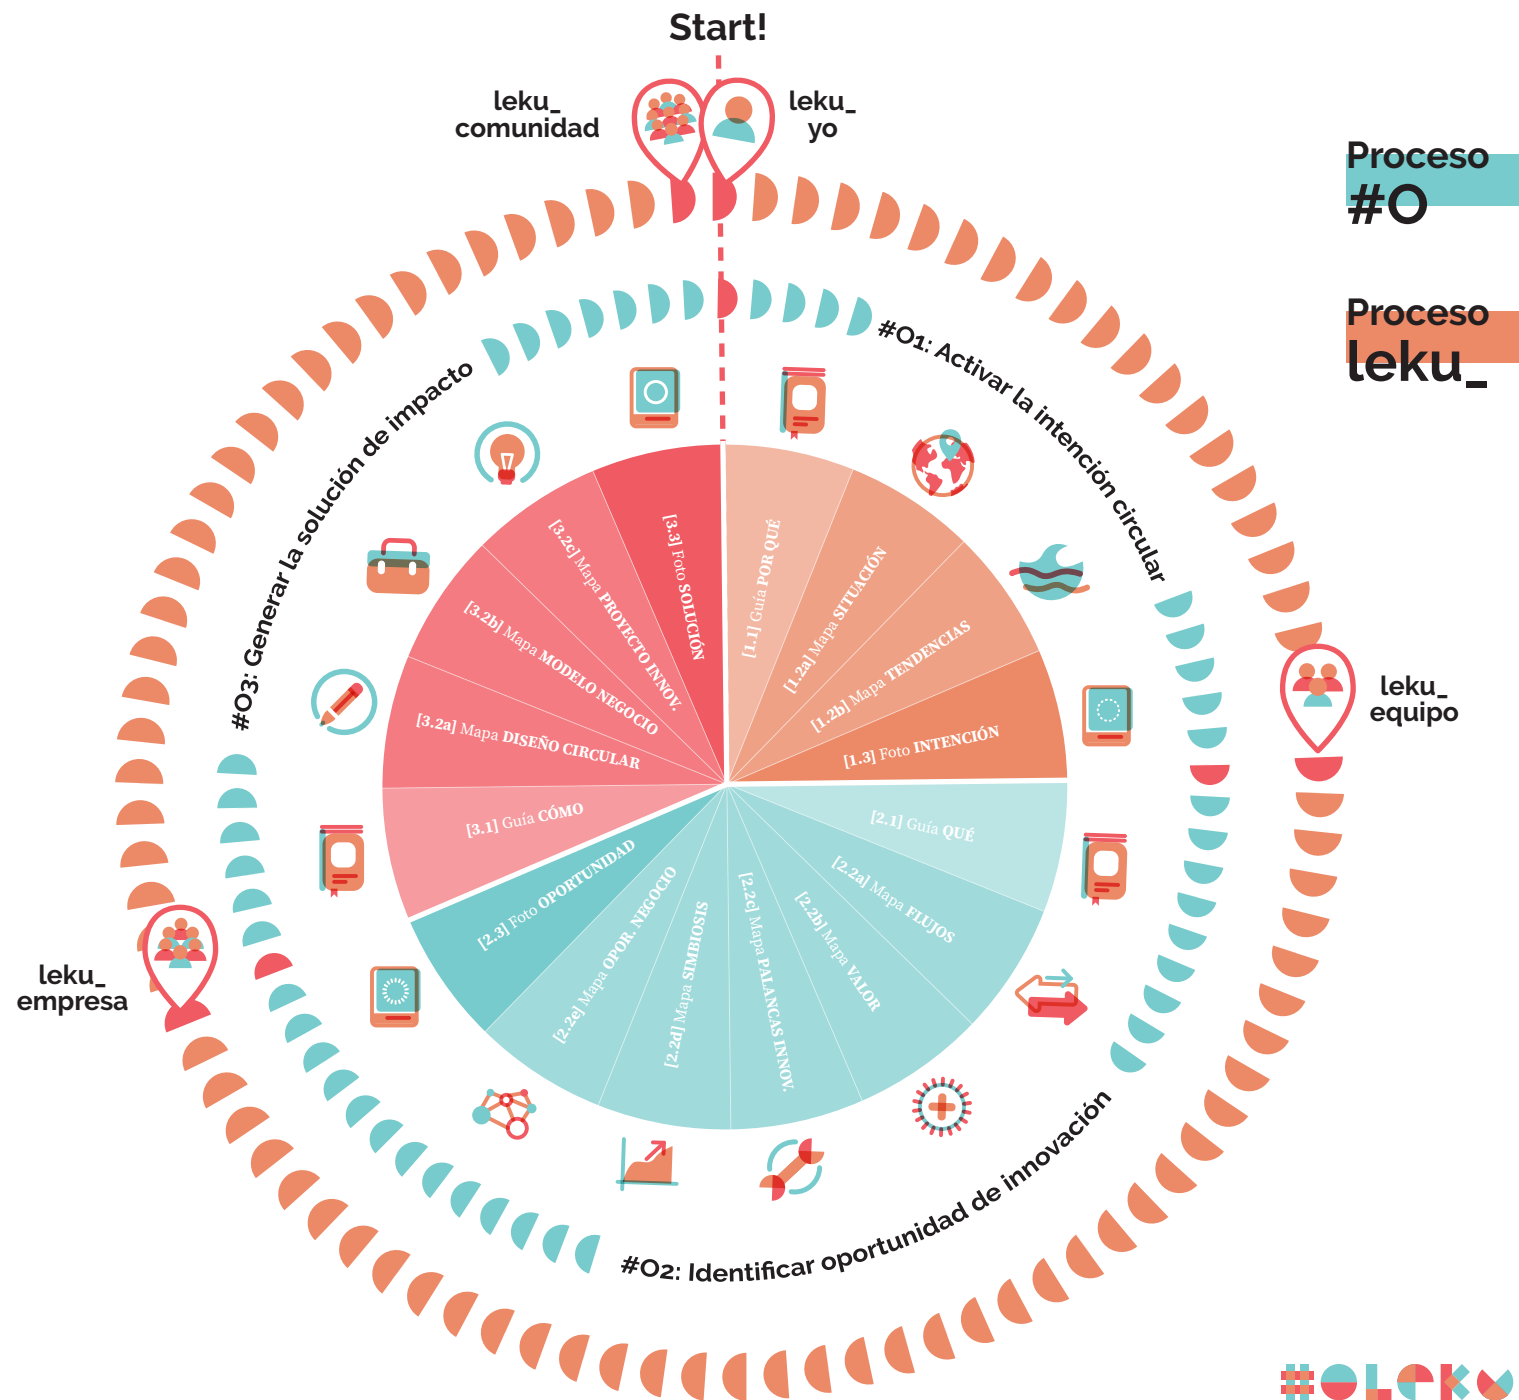 Start!
leku_
comunidad
leku_
yo
Proceso
#O
Proceso
leku_
#O1: Activar la intención circular
leku_
equipo
#O2: Identificar oportunidad de innovación
leku_
empresa
#O3: Generar la solución de impacto
[1.1] Guía POR QUÉ
[1.2a] Mapa SITUACIÓN
[1.2b] Mapa TENDENCIAS
[1.3] Foto INTENCIÓN
[2.1] Guía QUÉ
[2.2a] Mapa FLUJOS
[2.2b] Mapa VALOR
[2.2c] Mapa PALANCAS INNOV.
[2.2d] Mapa SIMBIOSIS
[2.2e] Mapa OPOR. NEGOCIO
[2.3] Foto OPORTUNIDAD
[3.1] Guía CÓMO
[3.2a] Mapa DISEÑO CIRCULAR
[3.2b] Mapa MODELO NEGOCIO
[3.2c] Mapa PROYECTO INNOV.
[3.3] Foto SOLUCIÓN
#OLeKu